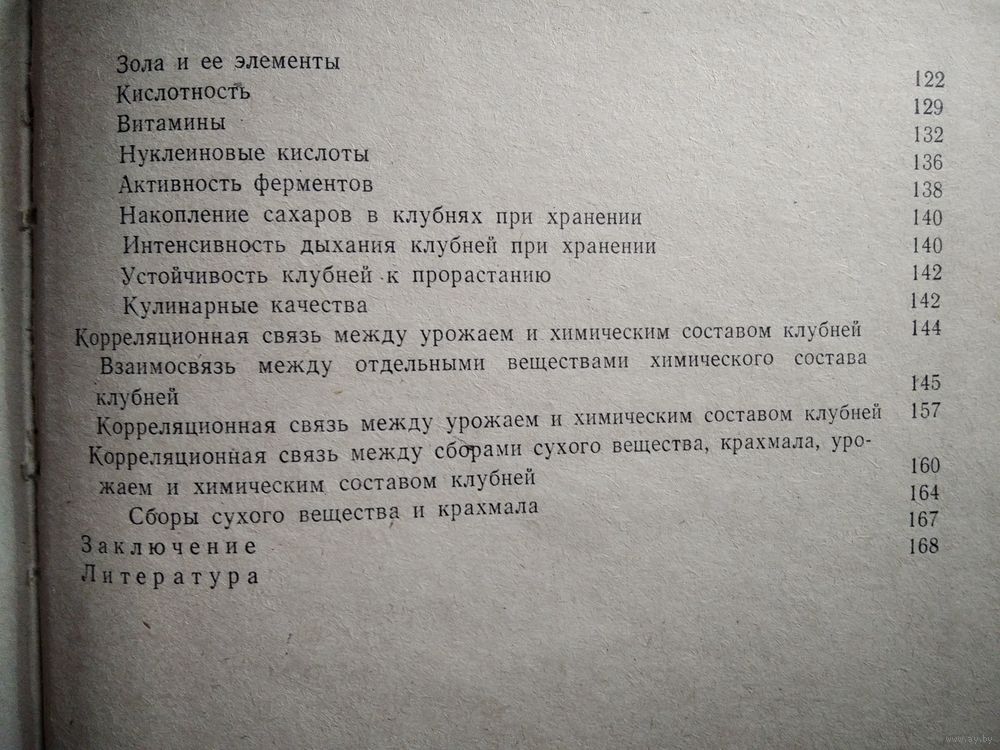 Зола и ее элементы 122
Кислотность 129
Витамины 132
Нуклеиновые кислоты 136
Активность ферментов 138
Накопление сахаров в клубнях при хранении 140
Интенсивность дыхания клубней при хранении 140
Устойчивость клубней к прорастанию 142
Кулинарные качества 142
Корреляционная связь между урожаем и химическим составом клубней 144
Взаимосвязь между отдельными веществами химического состава
клубней 145
Корреляционная связь между урожаем и химическим составом клубней 157
Корреляционная связь между сборами сухого вещества, крахмала, уро-
жаем и химическим составом клубней 160
Сборы сухого вещества и крахмала 164
Заключение 167
Литература 168
www.ay.by